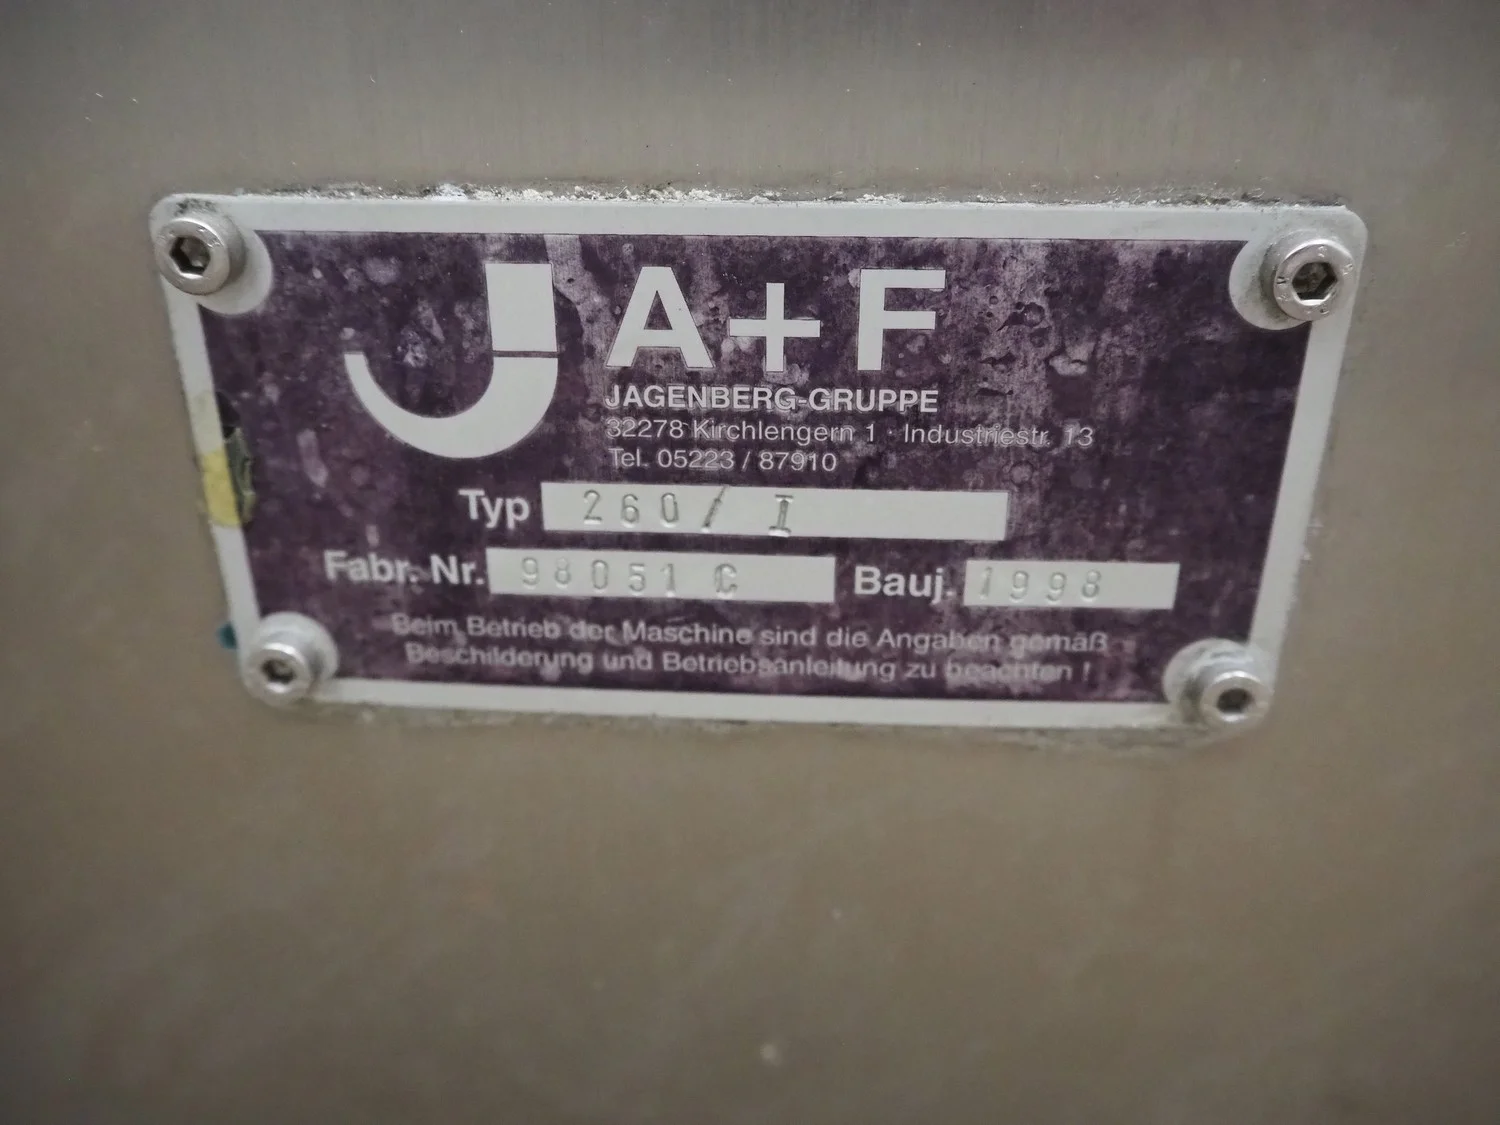 A+F
JAGENBERG-GRUPPE
32278 Kirchlengern 1 · Industriestr. 13
Tel. 05223 / 87910
Typ 260/ I
Fabr. Nr. 98051 C Bauj. 1998
Beim Betrieb der Maschine sind die Angaben gemäß
Beschilderung und Betriebsanleitung zu beachten !